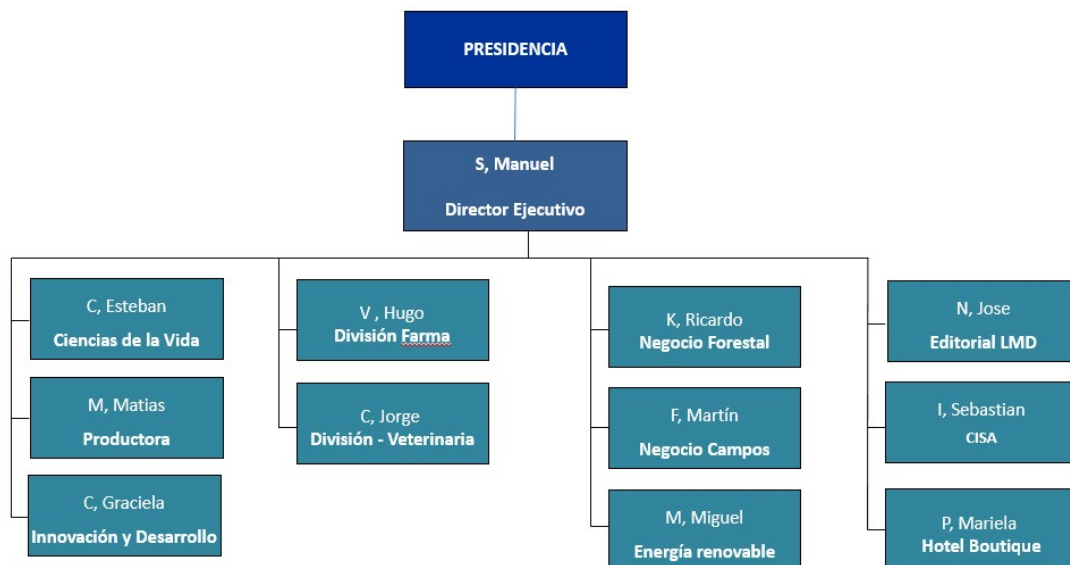 PRESIDENCIA
S, Manuel
Director Ejecutivo
C, Esteban
Ciencias de la Vida
M, Matias
Productora
C, Graciela
Innovación y Desarrollo
V , Hugo
División Farma
C, Jorge
División - Veterinaria
K, Ricardo
Negocio Forestal
F, Martín
Negocio Campos
M, Miguel
Energía renovable
N, Jose
Editorial LMD
I, Sebastian
CISA
P, Mariela
Hotel Boutique